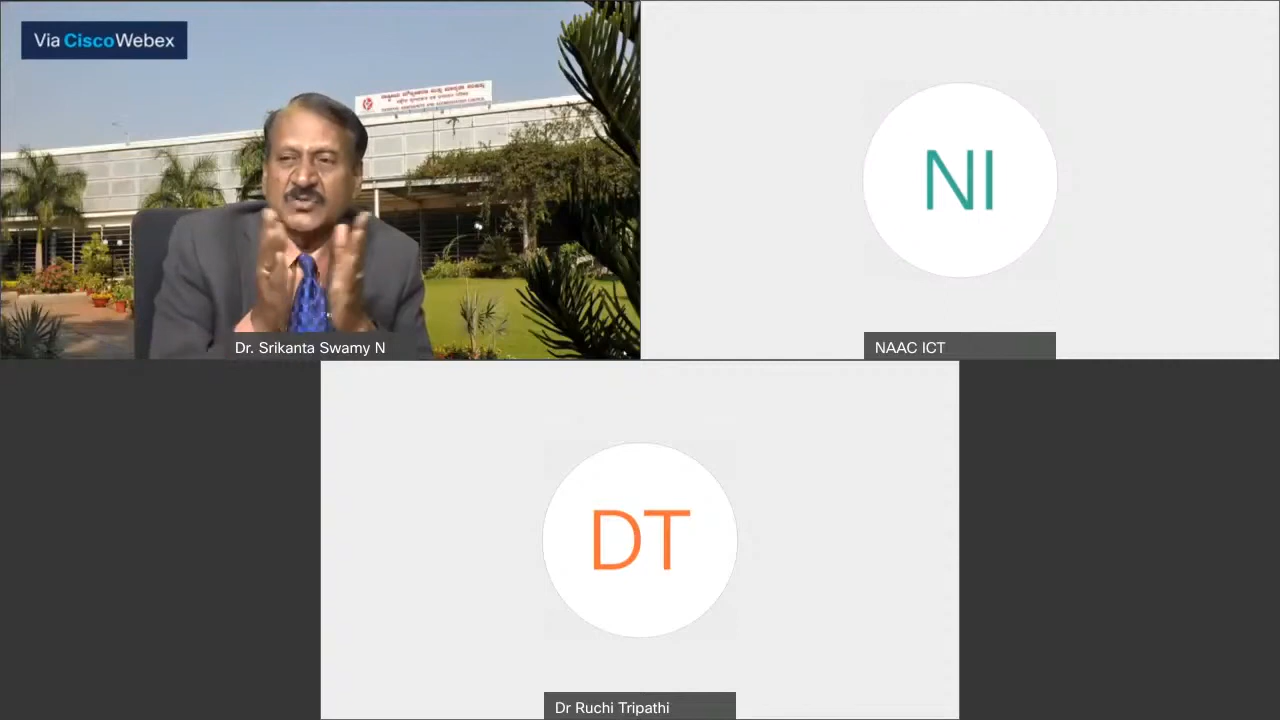 Via CiscoWebex
Dr. Srikanta Swamy N
NI
NAAC ICT
DT
Dr Ruchi Tripathi